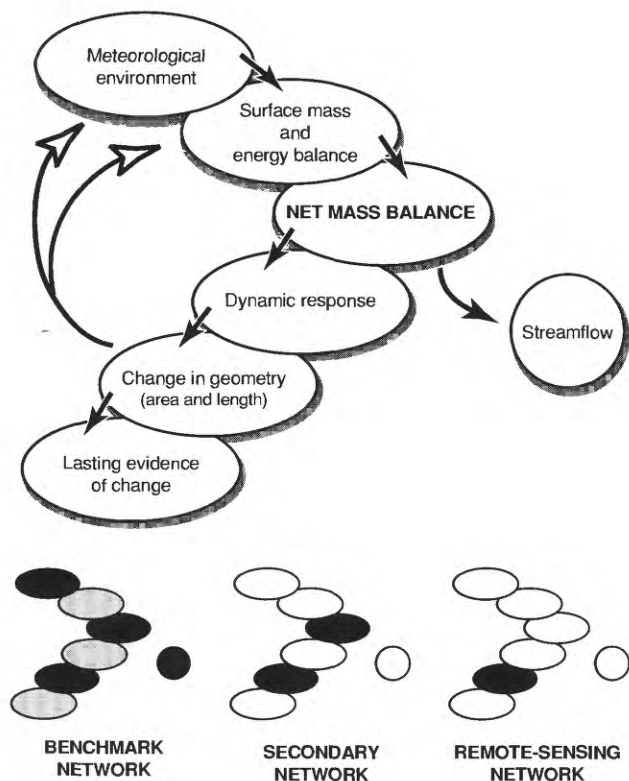 Meteorological
environment
Surface mass
and
energy balance
NET MASS BALANCE
Dynamic response
Streamflow
Change in geometry
(area and length)
Lasting evidence
of change
BENCHMARK
NETWORK
SECONDARY
NETWORK
REMOTE-SENSING
NETWORK